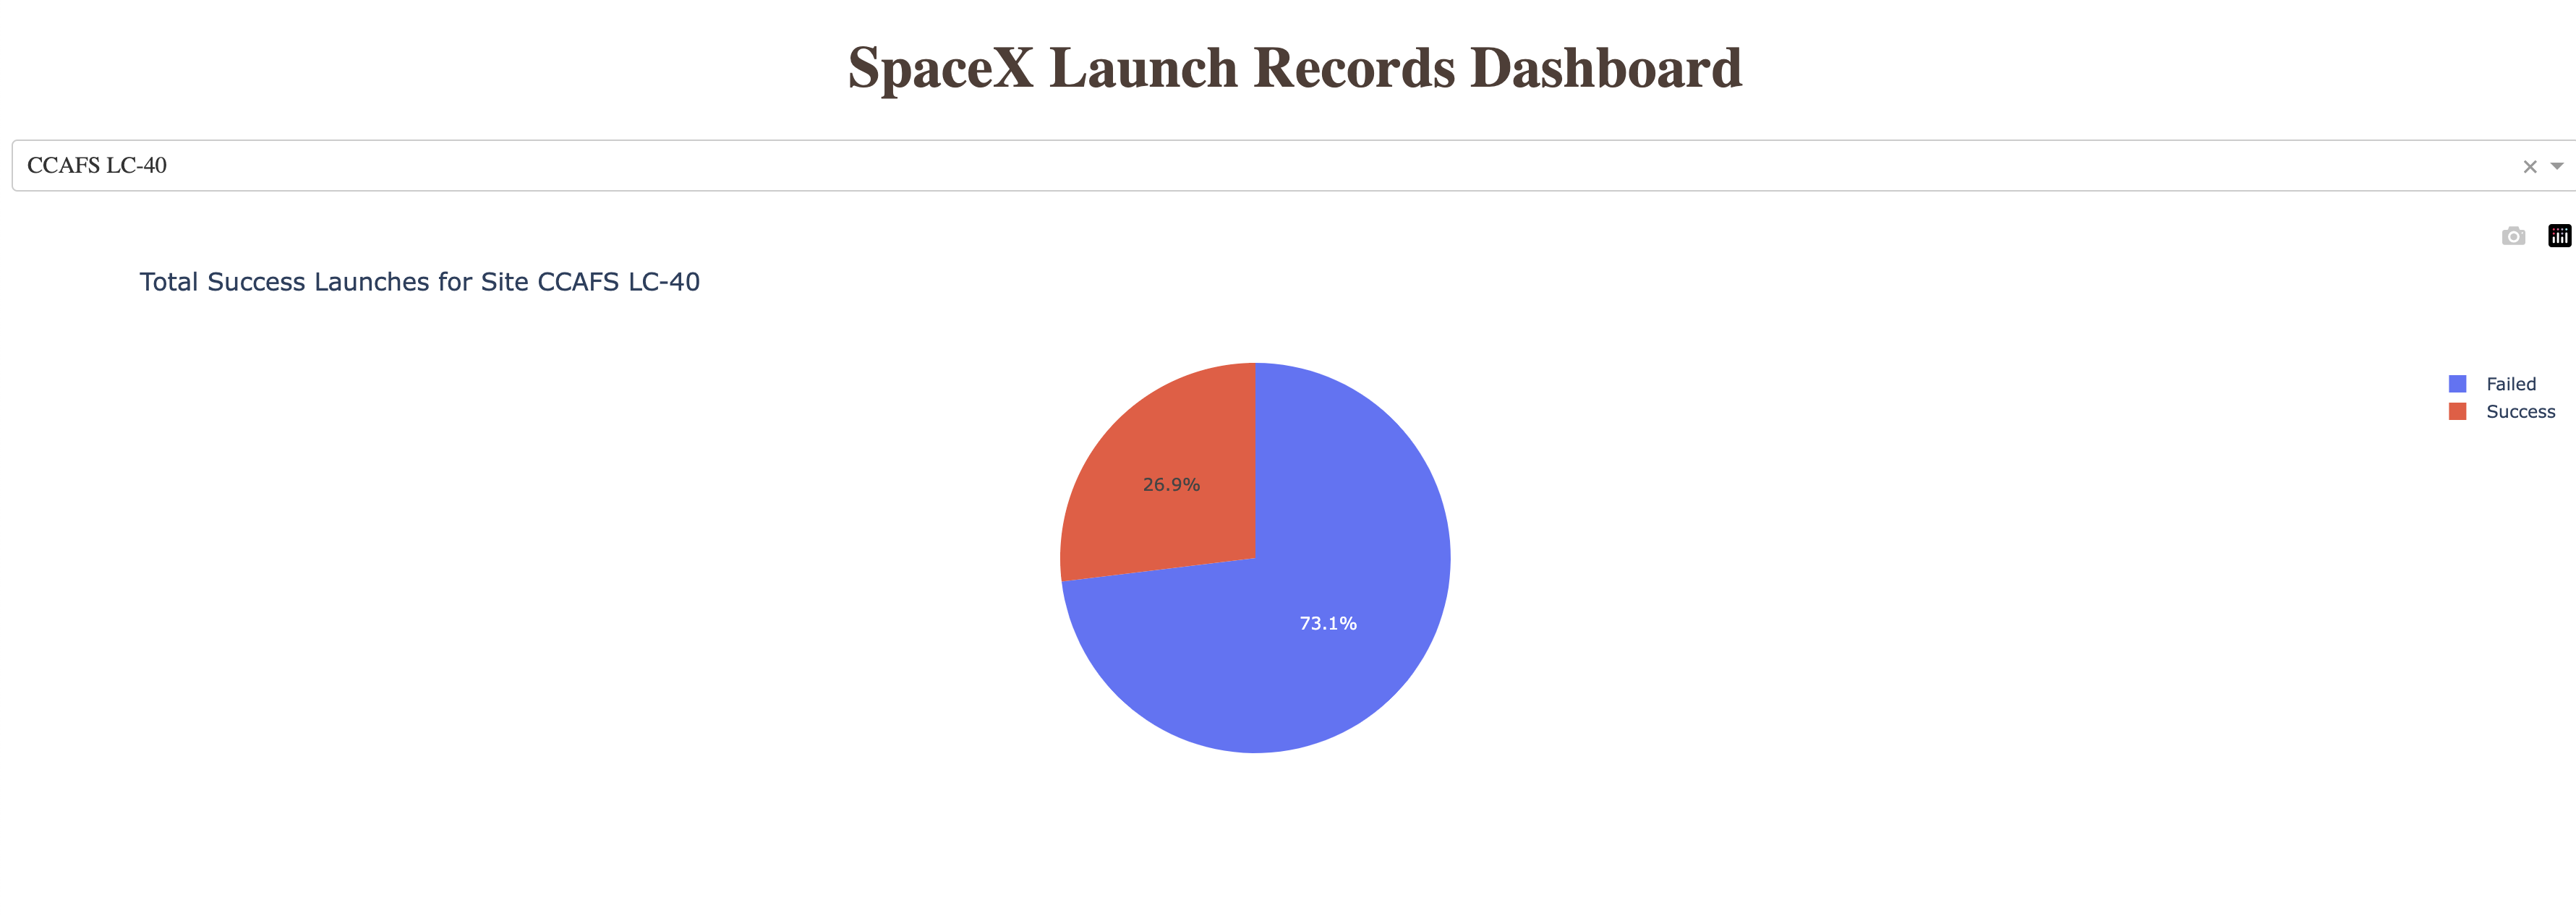 SpaceX Launch Records Dashboard
CCAFS LC-40
Total Success Launches for Site CCAFS LC-40
Failed
Success
26.9%
73.1%